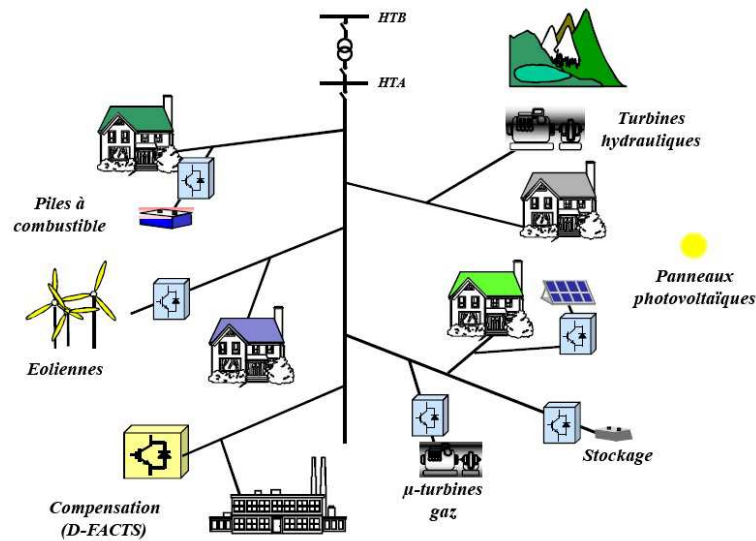 HTB
HTA
Turbines
hydrauliques
Piles à
combustible
Panneaux
photovoltaïques
Eoliennes
Stockage
µ-turbines
gaz
Compensation
(D-FACTS)